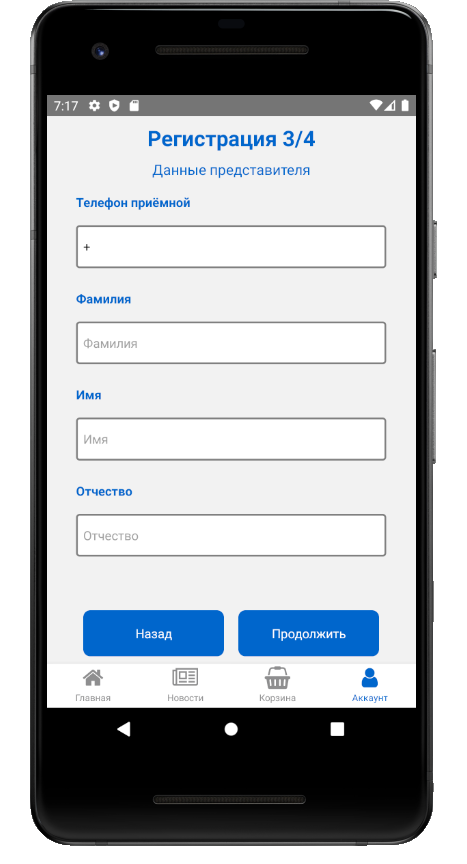 7:17
Регистрация 3/4
Данные представителя
Телефон приёмной
+
Фамилия
Фамилия
Имя
Имя
Отчество
Отчество
Назад Продолжить
Главная Новости Корзина Аккаунт